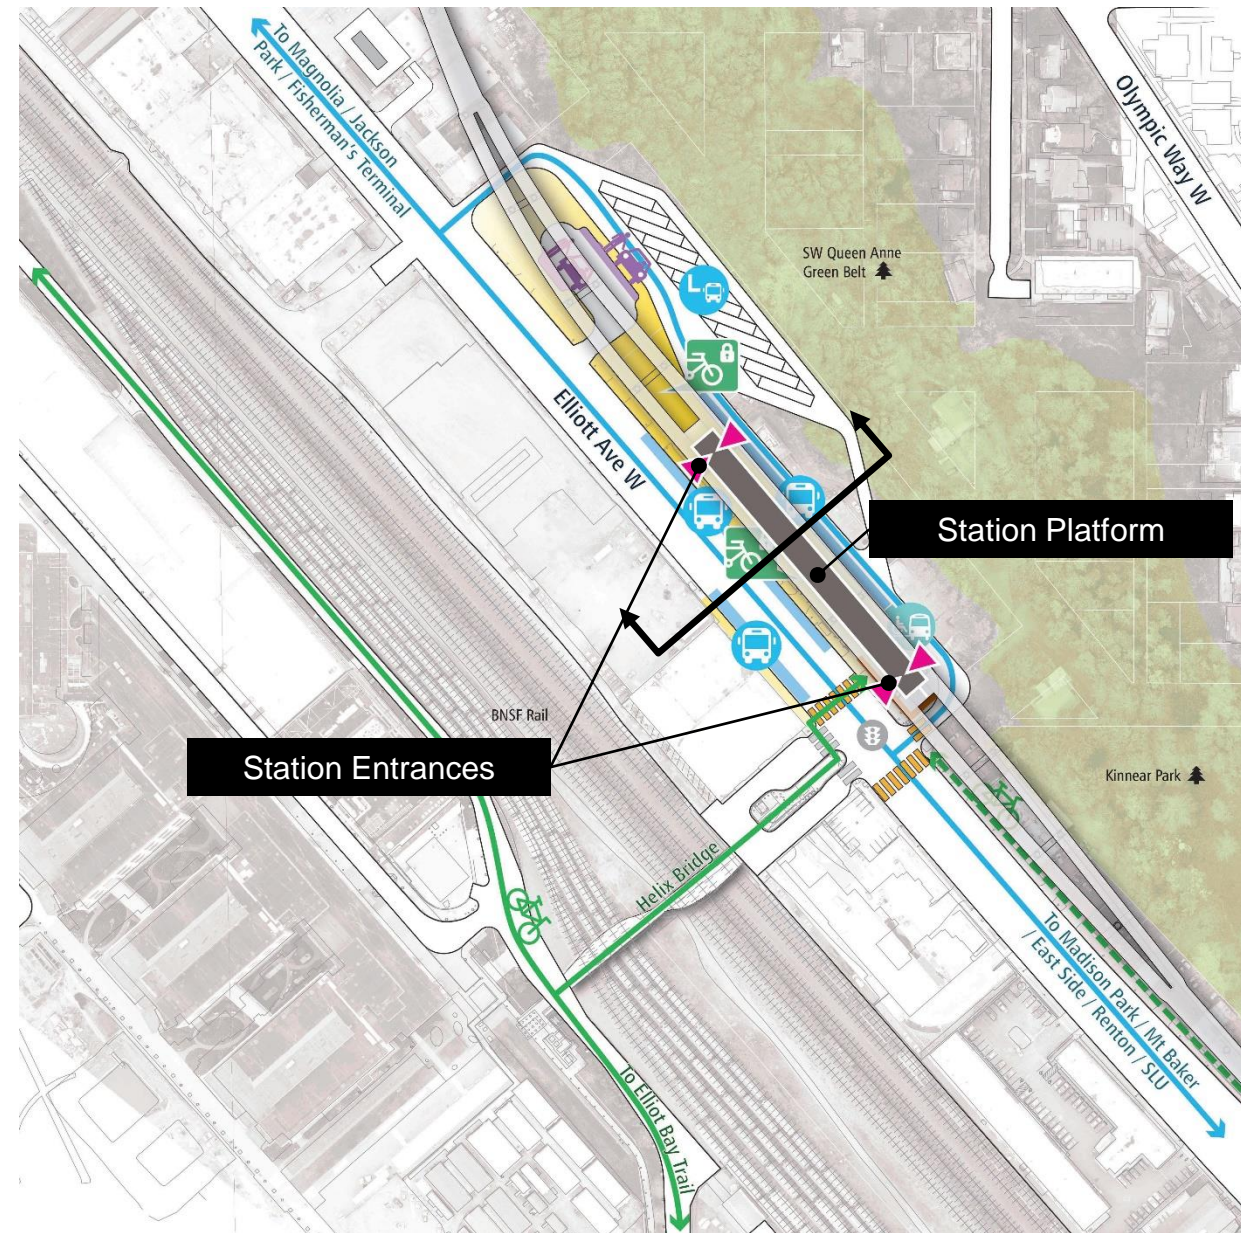 To Magnolia / Jackson
Park / Fisherman's Terminal
Olympic Way W
SW Queen Anne
Green Belt
L
Elliott Ave W
Station Platform
BNSF Rail
Station Entrances
Kinnear Park
Helix Bridge
To Madison Park / Mt Baker
/ East Side / Renton / SLU
To Elliot Bay Trail